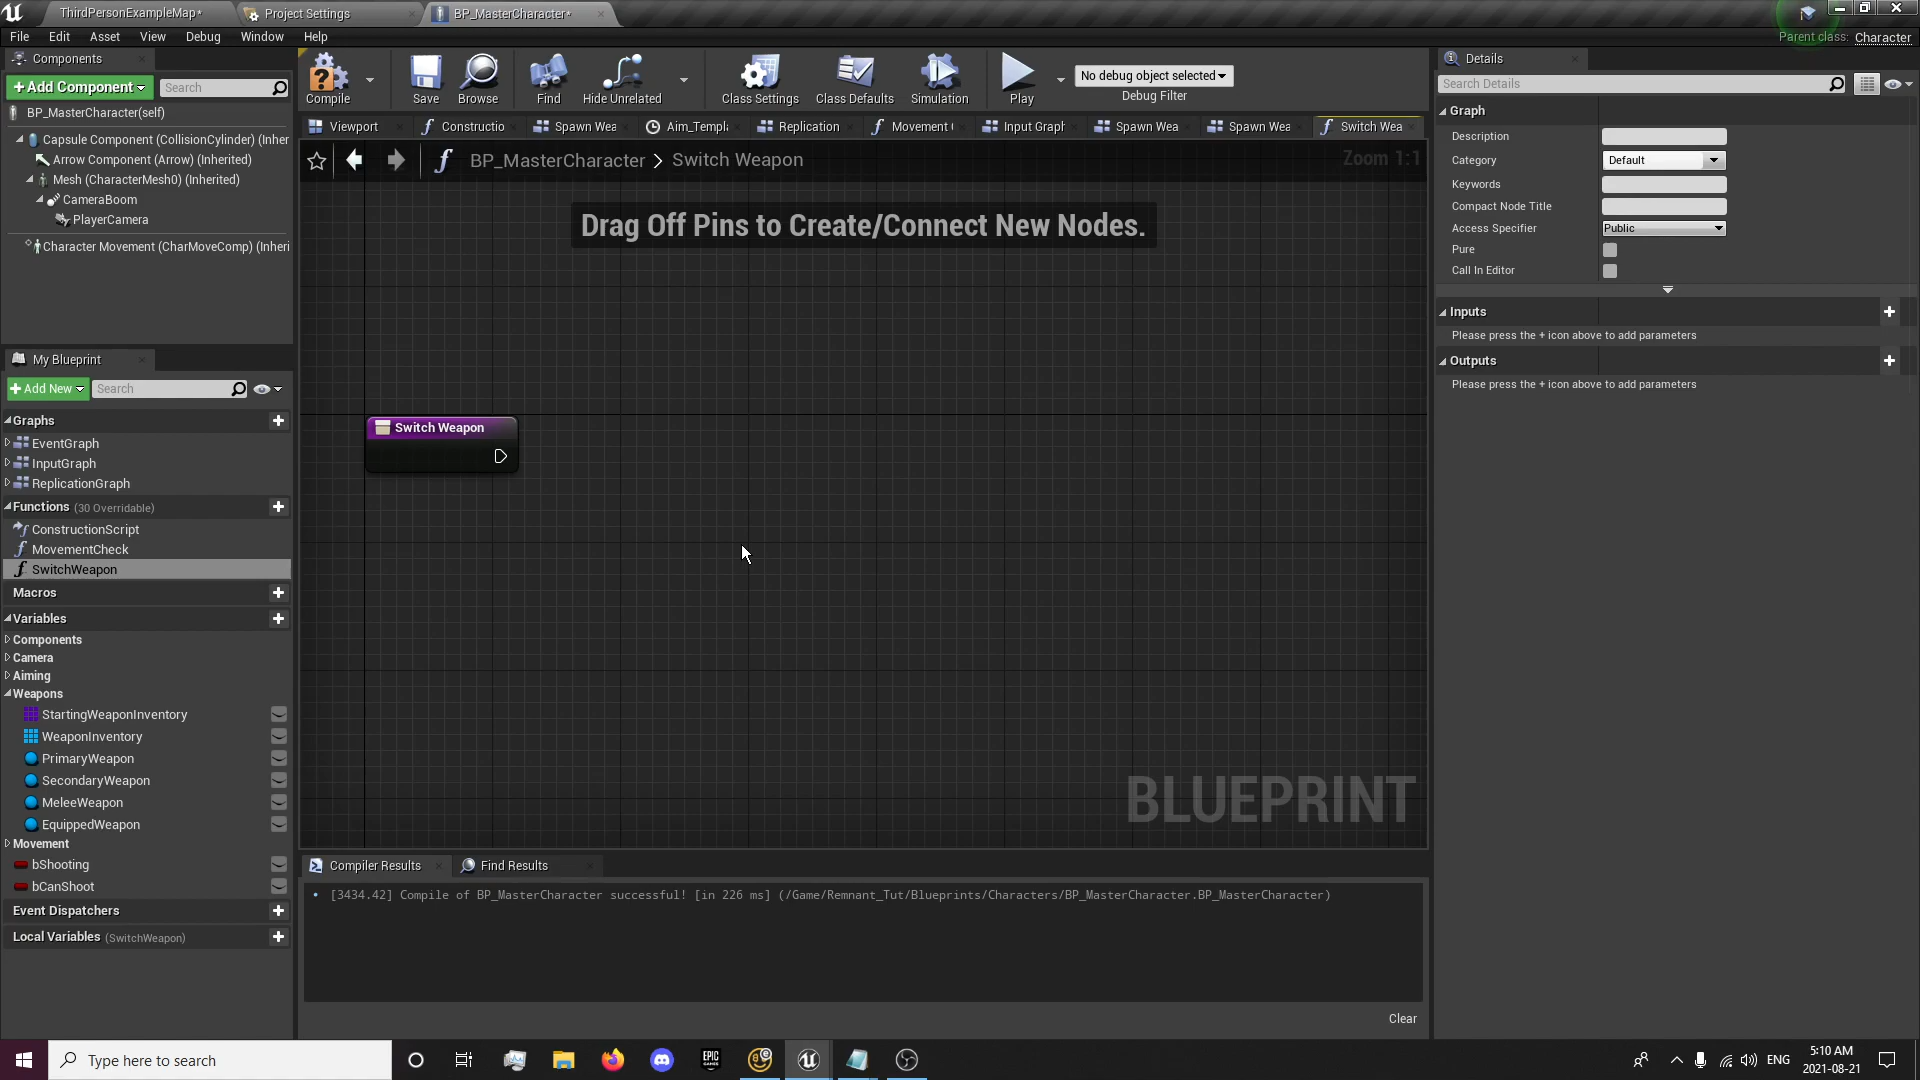 ThirdPersonExampleMap*
Project Settings
BP_MasterCharacter*
File Edit Asset View Debug Window Help
Parent class: Character
Components
+Add Component
Search
BP_MasterCharacter(self)
Capsule Component (CollisionCylinder) (Inher
Arrow Component (Arrow) (Inherited)
Mesh (CharacterMesh0) (Inherited)
CameraBoom
PlayerCamera
Character Movement (CharMoveComp) (Inheri
My Blueprint
+Add New
Search
Graphs
EventGraph
InputGraph
ReplicationGraph
Functions (30 Overridable)
ConstructionScript
MovementCheck
SwitchWeapon
Macros
Variables
Components
Camera
Aiming
Weapons
StartingWeaponInventory
WeaponInventory
PrimaryWeapon
SecondaryWeapon
MeleeWeapon
EquippedWeapon
Movement
bShooting
bCanShoot
Event Dispatchers
Local Variables (SwitchWeapon)
Compile
Save
Browse
Find
Hide Unrelated
Class Settings
Class Defaults
Simulation
Play
No debug object selected
Debug Filter
Viewport
Constructio
Spawn Wea
Aim_Templ
Replication
Movement
Input Graph
Spawn Wea
Spawn Wea
Switch Wea
BP_MasterCharacter > Switch Weapon
Zoom 1:1
Drag Off Pins to Create/Connect New Nodes.
Switch Weapon
BLUEPRINT
Compiler Results
Find Results
[3434.42] Compile of BP_MasterCharacter successful! [in 226 ms] (/Game/Remnant_Tut/Blueprints/Characters/BP_MasterCharacter.BP_MasterCharacter)
Clear
Details
Search Details
Graph
Description
Category Default
Keywords
Compact Node Title
Access Specifier Public
Pure
Call In Editor
Inputs
Please press the + icon above to add parameters
Outputs
Please press the + icon above to add parameters
Type here to search
EPIC GAMES
ENG
5:10 AM
2021-08-21